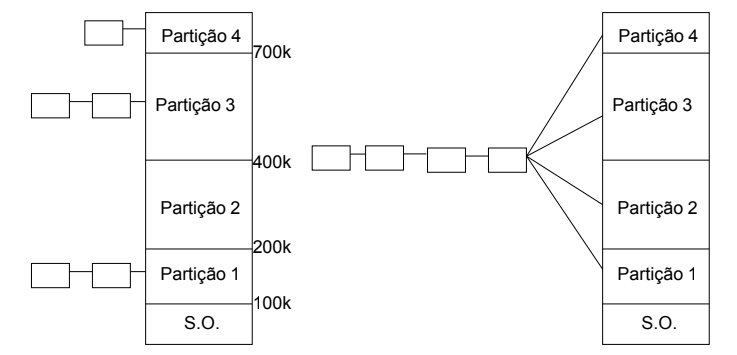 Partição 4
700k
Partição 3
400k
Partição 2
200k
Partição 1
100k
S.O.
Partição 4
Partição 3
Partição 2
Partição 1
S.O.